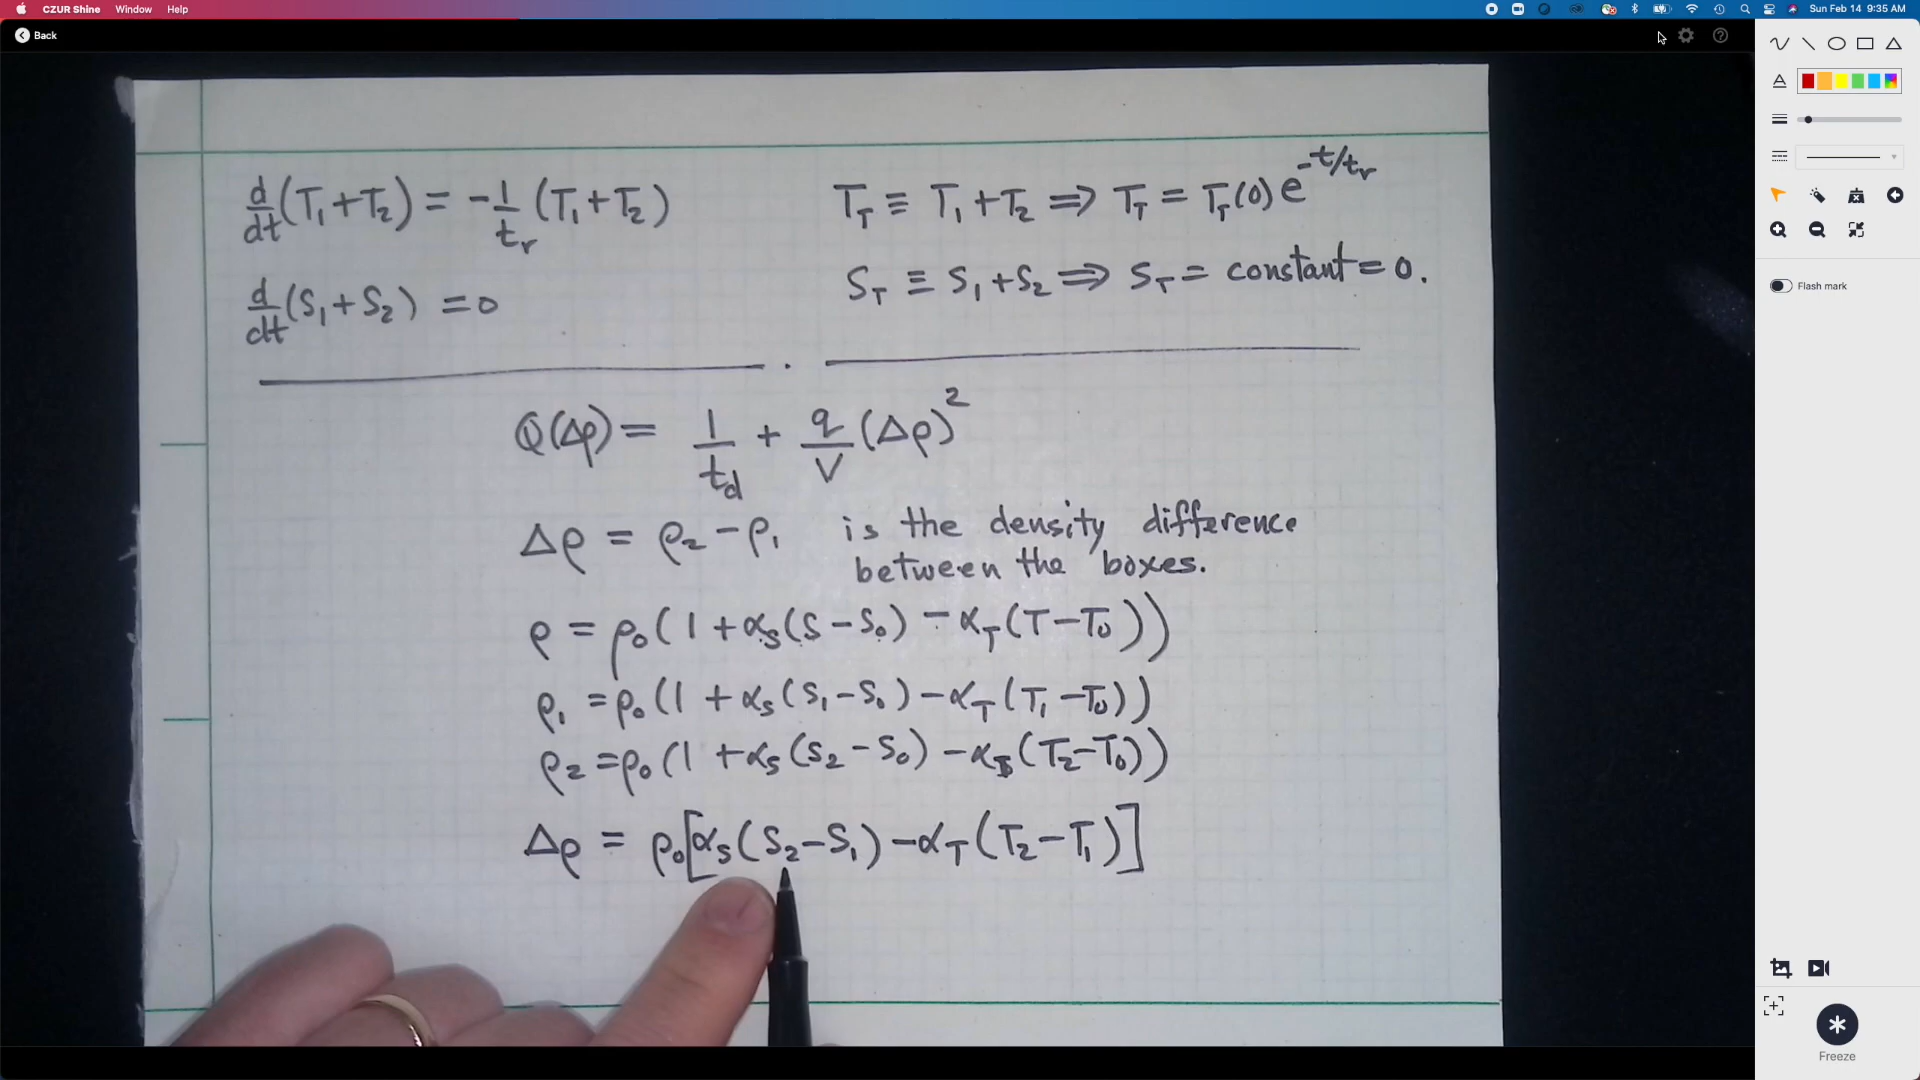 CZUR Shine Window Help Sun Feb 14 9:35 AM
Back
d/dt(T₁+T₂) = -1/tᵣ (T₁+T₂) T_T ≡ T₁+T₂ ⟹ T_T = T_T(0) e^(-t/tᵣ)
d/dt(S₁+S₂) = 0 S_T ≡ S₁+S₂ ⟹ S_T = constant = 0.
Q(Δρ) = 1/t_d + q/V (Δρ)²
Δρ = ρ₂ - ρ₁ is the density difference
between the boxes.
ρ = ρ₀(1 + α_S(S - S₀) - α_T(T - T₀))
ρ₁ = ρ₀(1 + α_S(S₁ - S₀) - α_T(T₁ - T₀))
ρ₂ = ρ₀(1 + α_S(S₂ - S₀) - α_T(T₂ - T₀))
Δρ = ρ₀[α_S(S₂ - S₁) - α_T(T₂ - T₁)]
Flash mark
Freeze